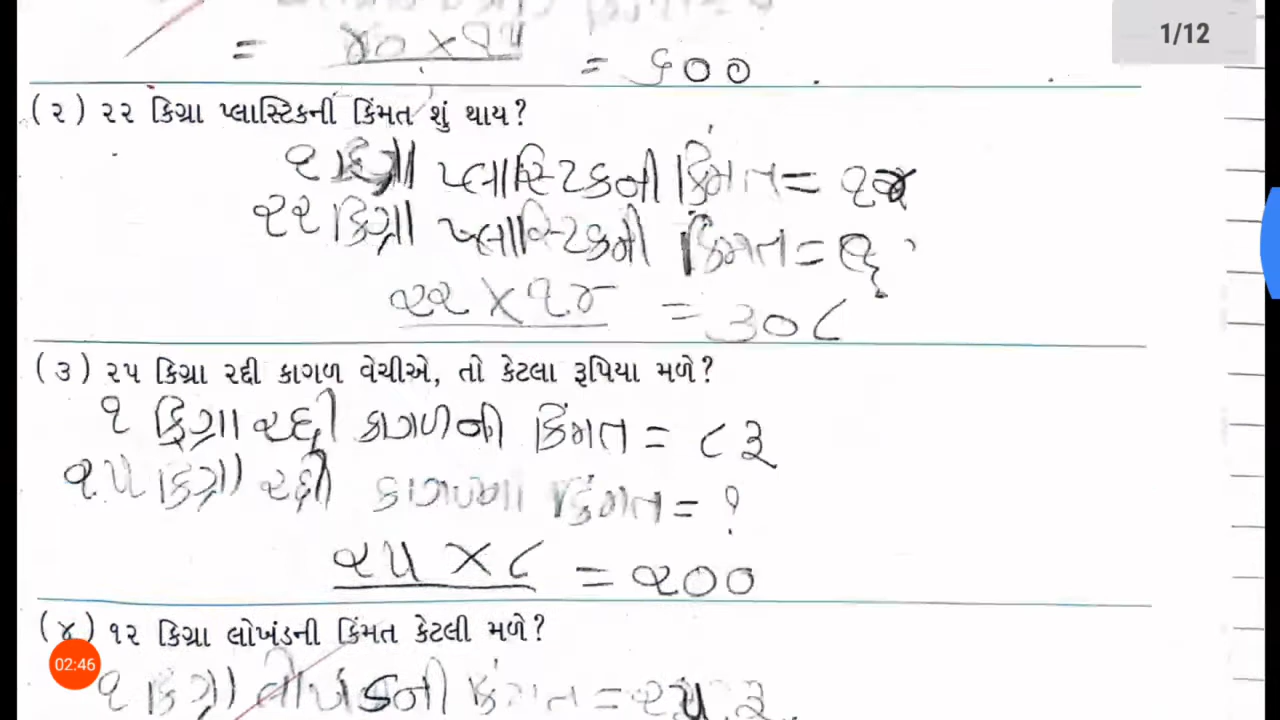 1/12
= ૪૦ × ૧૫ = ૬૦૦
(૨) ૨૨ કિગ્રા પ્લાસ્ટિકની કિંમત શું થાય?
૧ કિગ્રા પ્લાસ્ટિકની કિંમત = ૧૪
૨૨ કિગ્રા પ્લાસ્ટિકની કિંમત =
૨૨ × ૧૪ = ૩૦૮
(૩) ૨૫ કિગ્રા રદ્દી કાગળ વેચીએ, તો કેટલા રૂપિયા મળે?
૧ કિગ્રા રદ્દી કાગળની કિંમત = ૮ રૂ
૨૫ કિગ્રા રદ્દી કાગળની કિંમત = ?
૨૫ × ૮ = ૨૦૦
(૪) ૧૨ કિગ્રા લોખંડની કિંમત કેટલી મળે?
02:46
૧ કિગ્રા લોખંડની કિંમત = ૨૫ રૂ.